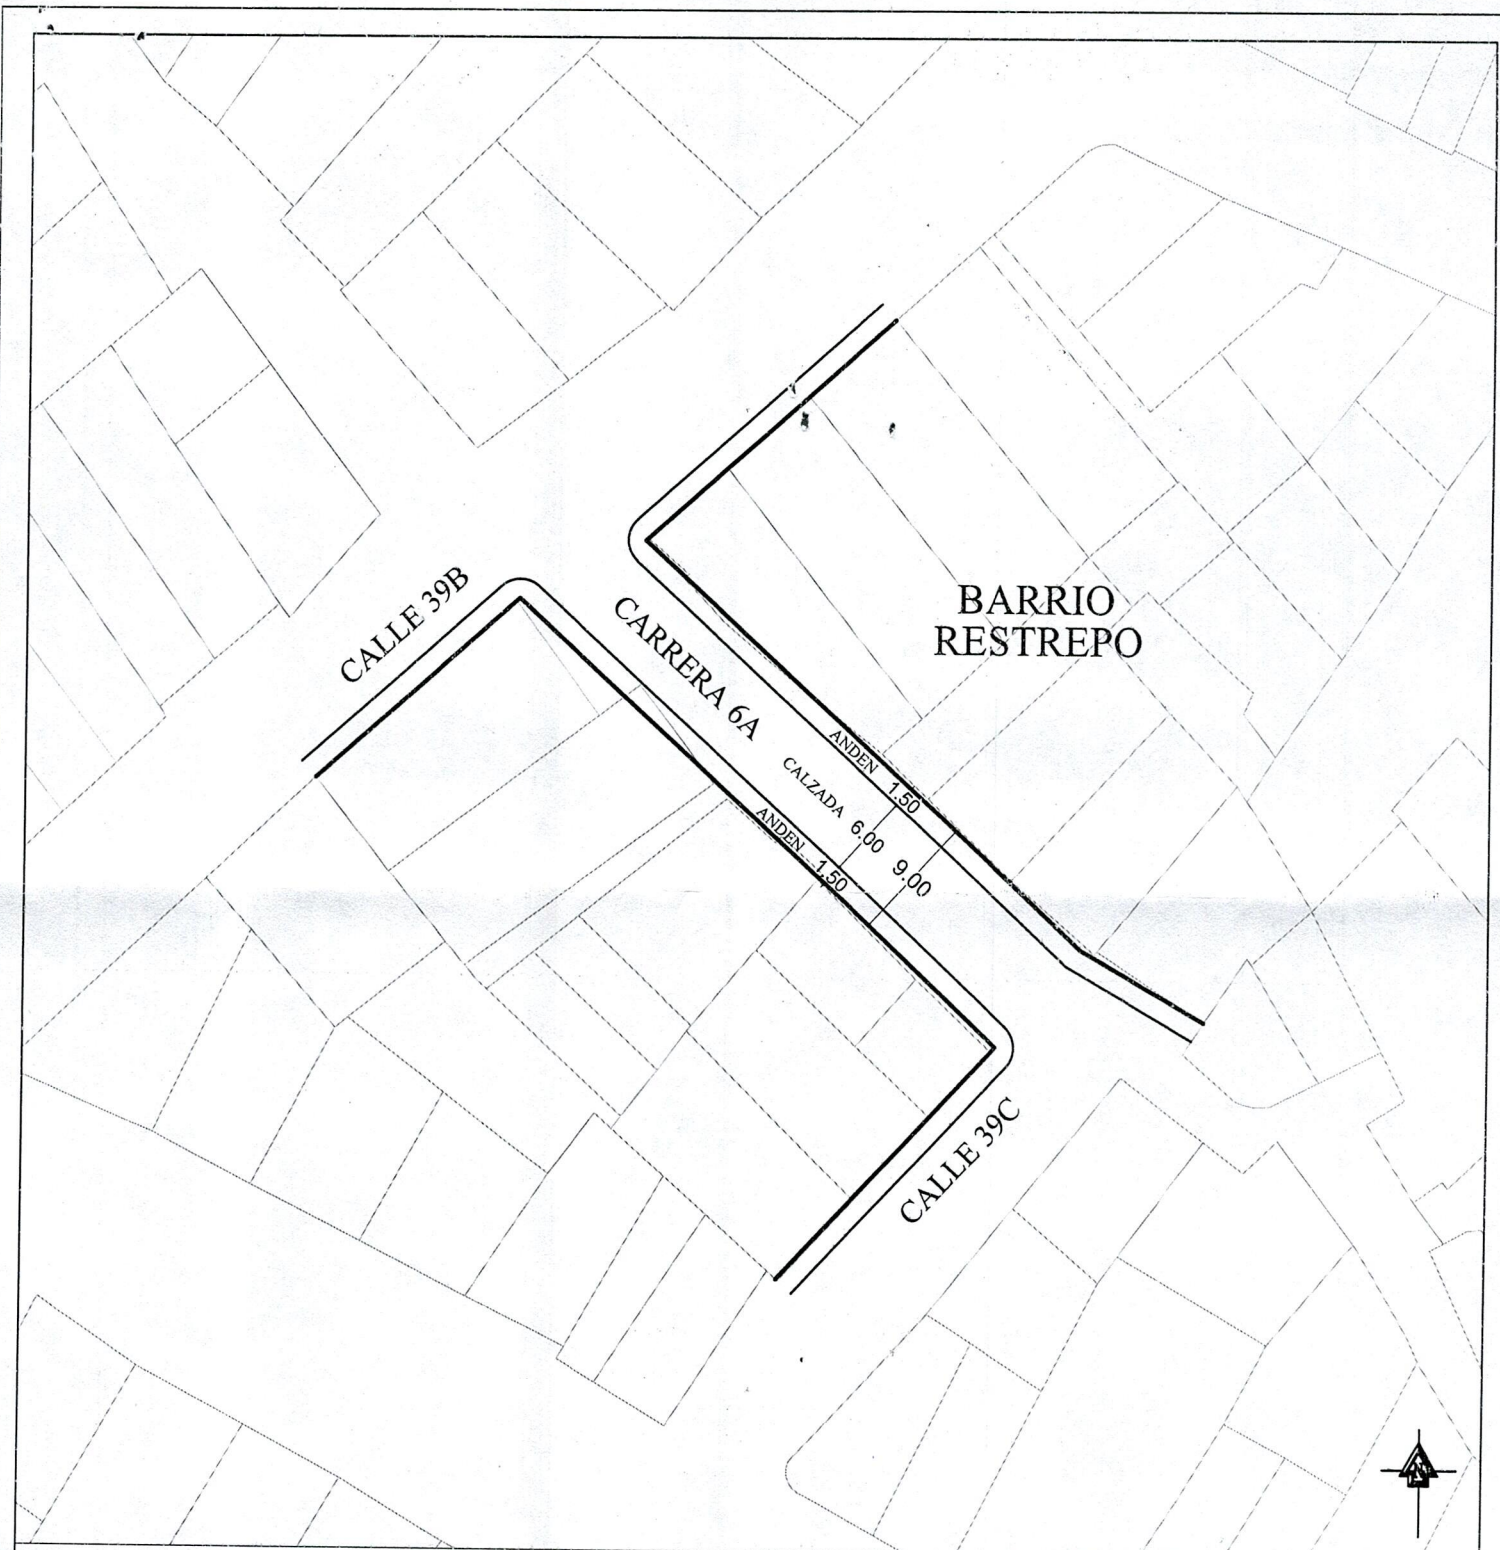 BARRIO
RESTREPO
CALLE 39B
CARRERA 6A
ANDEN 1.50
CALZADA 6.00
9.00
ANDEN 1.50
CALLE 39C
N